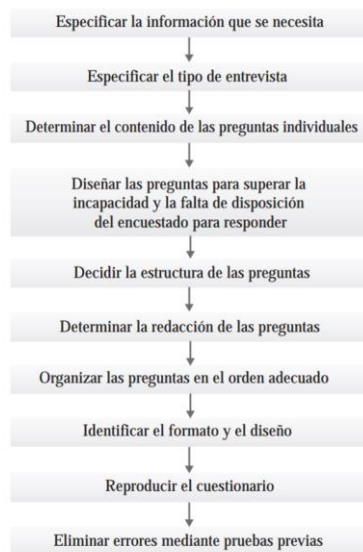 Especificar la información que se necesita
Especificar el tipo de entrevista
Determinar el contenido de las preguntas individuales
Diseñar las preguntas para superar la
incapacidad y la falta de disposición
del encuestado para responder
Decidir la estructura de las preguntas
Determinar la redacción de las preguntas
Organizar las preguntas en el orden adecuado
Identificar el formato y el diseño
Reproducir el cuestionario
Eliminar errores mediante pruebas previas